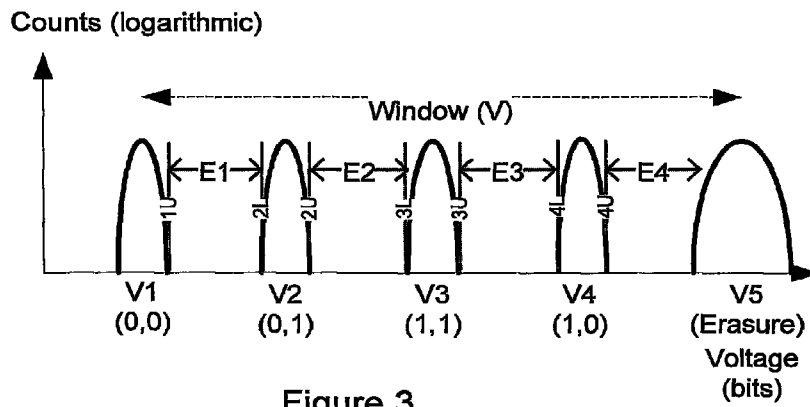 Counts (logarithmic)
Window (V)
E1 E2 E3 E4
1U 2L 2U 3L 3U 4L 4U
V1 V2 V3 V4 V5
(0,0) (0,1) (1,1) (1,0) (Erasure)
Voltage
(bits)
Figure 3